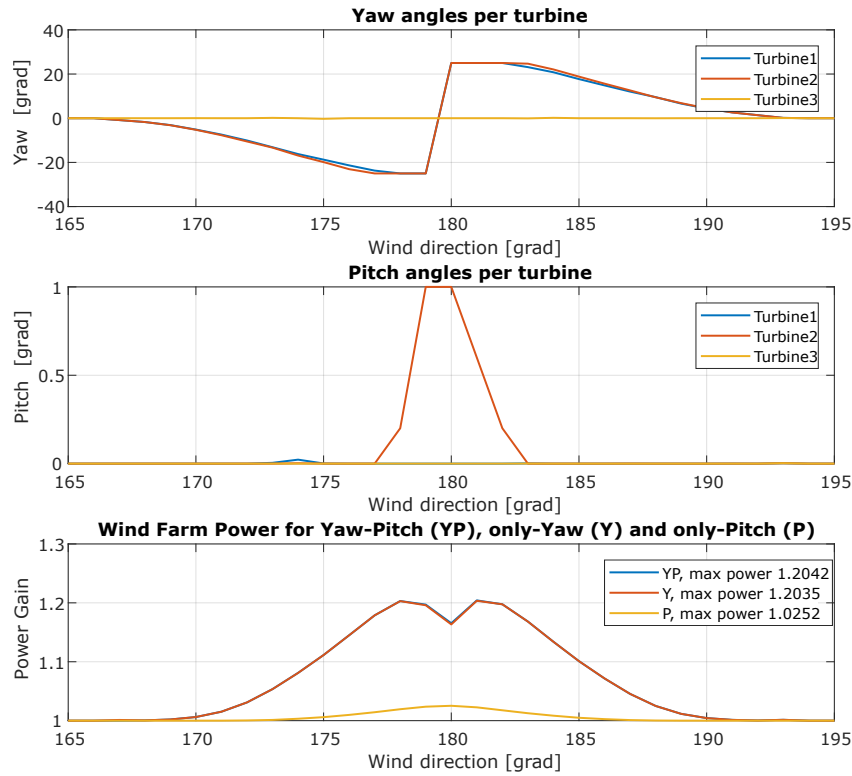 Yaw angles per turbine
Yaw [grad]
40
20
0
-20
-40
Turbine1
Turbine2
Turbine3
165 170 175 180 185 190 195
Wind direction [grad]
Pitch angles per turbine
Pitch [grad]
1
0.5
0
Turbine1
Turbine2
Turbine3
165 170 175 180 185 190 195
Wind direction [grad]
Wind Farm Power for Yaw-Pitch (YP), only-Yaw (Y) and only-Pitch (P)
Power Gain
1.3
1.2
1.1
1
YP, max power 1.2042
Y, max power 1.2035
P, max power 1.0252
165 170 175 180 185 190 195
Wind direction [grad]